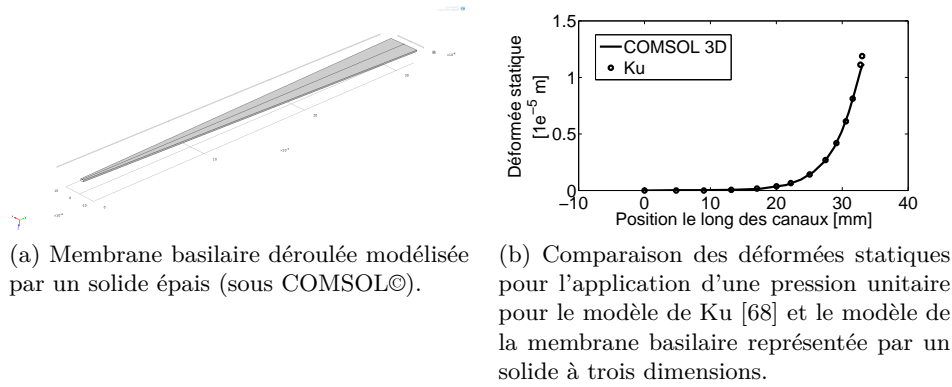 1.5
1
0.5
0
−10
0
10
20
30
40
COMSOL 3D
Ku
Déformée statique
[1e⁻⁵ m]
Position le long des canaux [mm]
(a) Membrane basilaire déroulée modélisée
par un solide épais (sous COMSOL©).
(b) Comparaison des déformées statiques
pour l’application d’une pression unitaire
pour le modèle de Ku [68] et le modèle de
la membrane basilaire représentée par un
solide à trois dimensions.